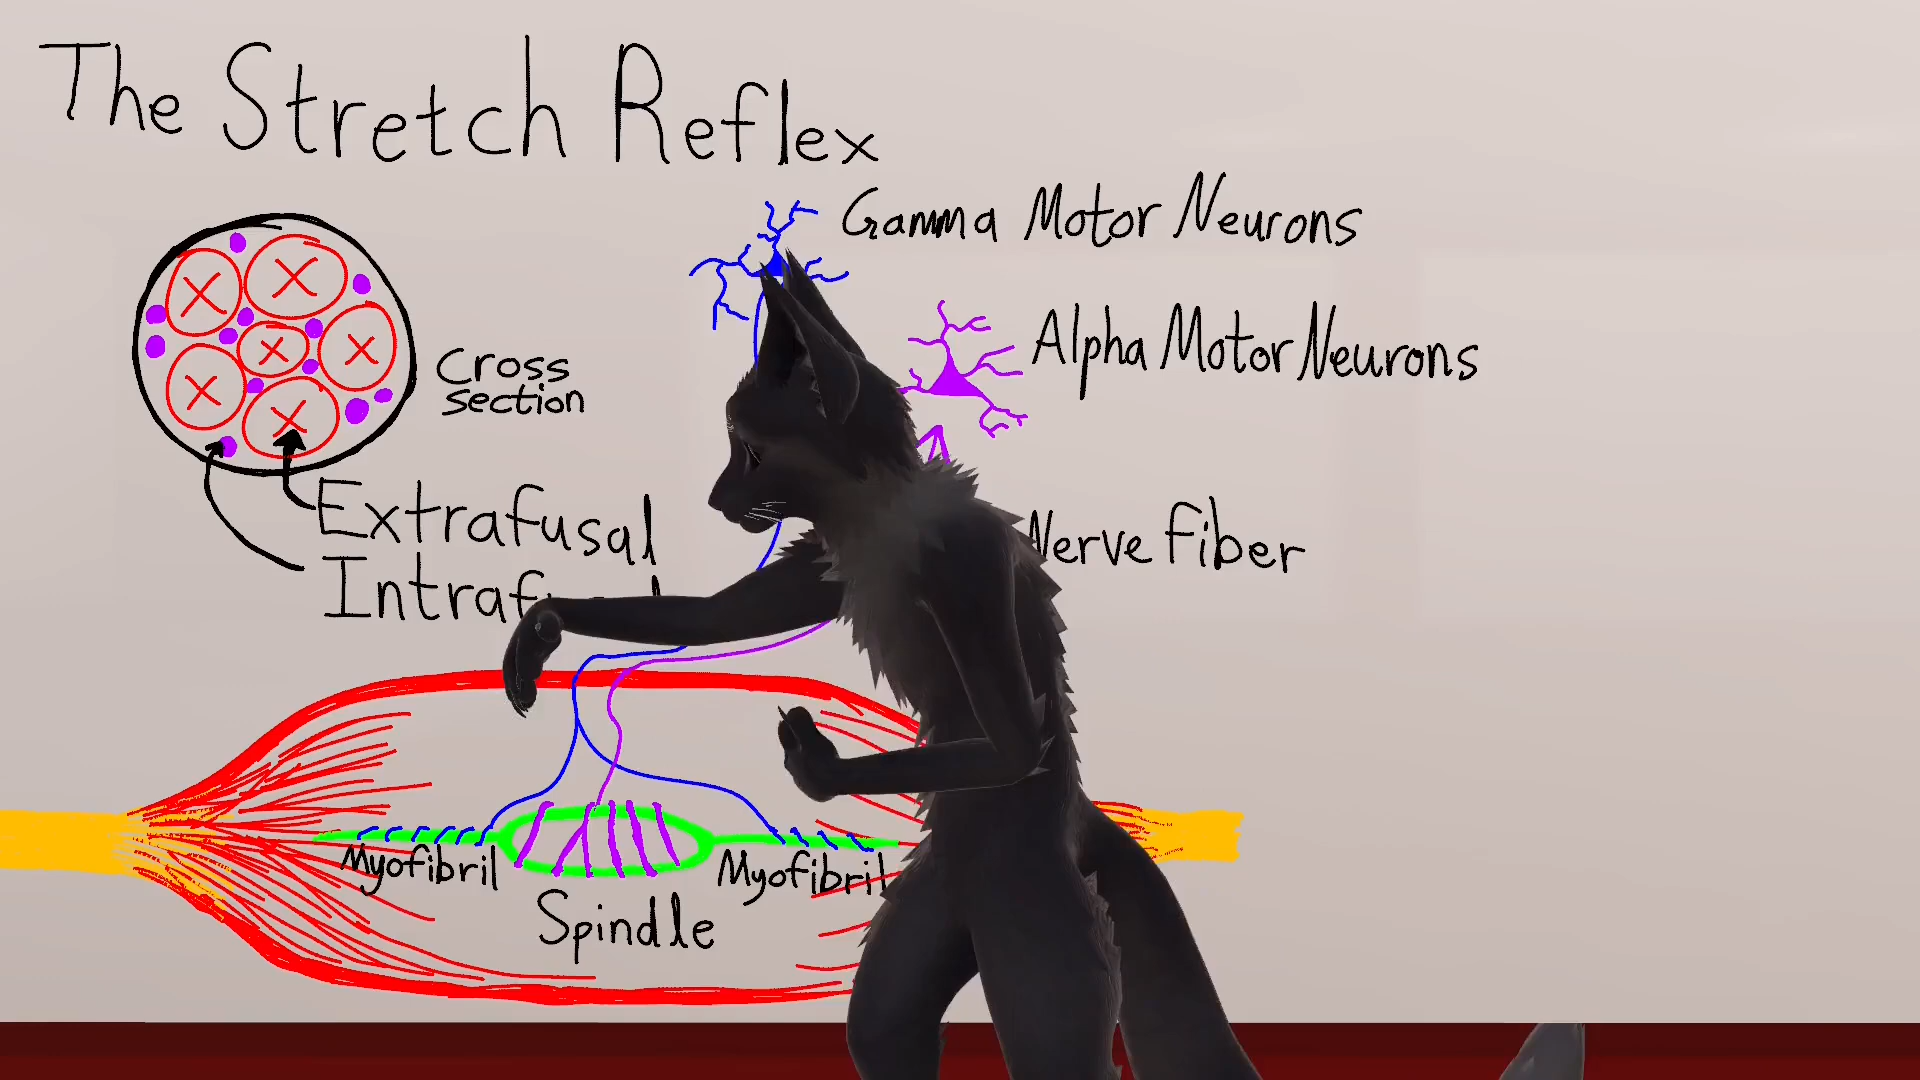 The Stretch Reflex
Gamma Motor Neurons
Alpha Motor Neurons
Cross
section
Extrafusal
Nerve fiber
Myofibril
Myofibril
Spindle